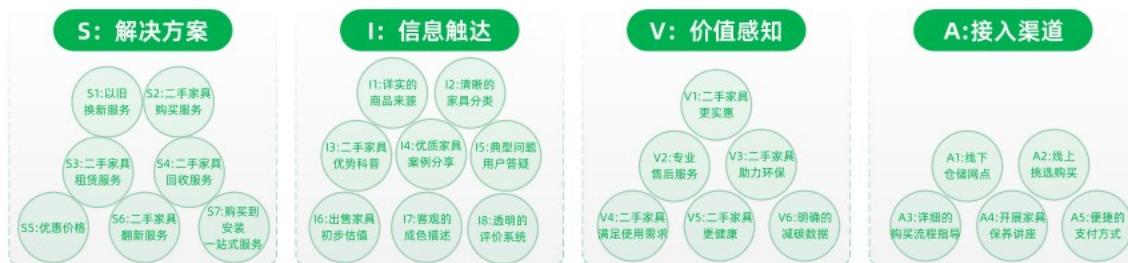 S：解决方案
S1:以旧
换新服务
S2:二手家具
购买服务
S3:二手家具
租赁服务
S4:二手家具
回收服务
S5:优惠价格
S6:二手家具
翻新服务
S7:购买到
安装
一站式服务
I：信息触达
I1:详实的
商品来源
I2:清晰的
家具分类
I3:二手家具
优势科普
I4:优质家具
案例分享
I5:典型问题
用户答疑
I6:出售家具
初步估值
I7:客观的
成色描述
I8:透明的
评价系统
V：价值感知
V1:二手家具
更实惠
V2:专业
售后服务
V3:二手家具
助力环保
V4:二手家具
满足使用需求
V5:二手家具
更健康
V6:明确的
减碳数据
A:接入渠道
A1:线下
仓储网点
A2:线上
挑选购买
A3:详细的
购买流程指导
A4:开展家具
保养讲座
A5:便捷的
支付方式